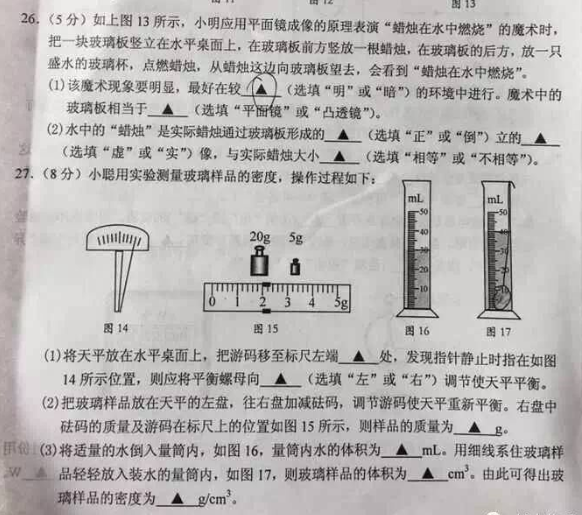 图 13
26.（5 分）如上图 13 所示，小明应用平面镜成像的原理表演“蜡烛在水中燃烧”的魔术时，
把一块玻璃板竖立在水平桌面上，在玻璃板前方竖放一根蜡烛，在玻璃板的后方，放一只
盛水的玻璃杯，点燃蜡烛，从蜡烛这边向玻璃板望去，会看到“蜡烛在水中燃烧”。
(1)该魔术现象要明显，最好在较 ▲ （选填“明”或“暗”）的环境中进行。魔术中的
玻璃板相当于 ▲ （选填“平面镜”或“凸透镜”）。
(2)水中的“蜡烛”是实际蜡烛通过玻璃板形成的 ▲ （选填“正”或“倒”）立的 ▲
（选填“虚”或“实”）像，与实际蜡烛大小 ▲ （选填“相等”或“不相等”）。
27.（8 分）小聪用实验测量玻璃样品的密度，操作过程如下：
20g 5g
0 1 2 3 4 5g
mL
50
40
30
20
10
mL
50
40
30
20
10
图 14 图 15 图 16 图 17
(1)将天平放在水平桌面上，把游码移至标尺左端 ▲ 处，发现指针静止时指在如图
14 所示位置，则应将平衡螺母向 ▲ （选填“左”或“右”）调节使天平平衡。
(2)把玻璃样品放在天平的左盘，往右盘加减砝码，调节游码使天平重新平衡。右盘中
砝码的质量及游码在标尺上的位置如图 15 所示，则样品的质量为 ▲ g。
(3)将适量的水倒入量筒内，如图 16，量筒内水的体积为 ▲ mL。用细线系住玻璃样
品轻轻放入装水的量筒内，如图 17，则玻璃样品的体积为 ▲ cm³。由此可得出玻
璃样品的密度为 ▲ g/cm³。